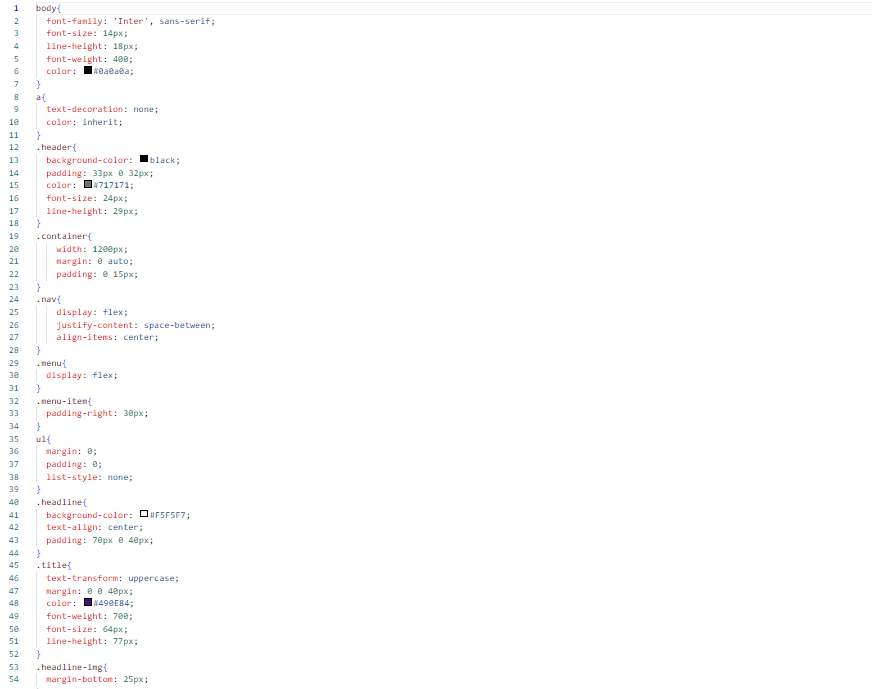 1 body{
2 font-family: 'Inter', sans-serif;
3 font-size: 14px;
4 line-height: 18px;
5 font-weight: 400;
6 color: #0a0a0a;
7 }
8 a{
9 text-decoration: none;
10 color: inherit;
11 }
12 .header{
13 background-color: black;
14 padding: 33px 0 32px;
15 color: #717171;
16 font-size: 24px;
17 line-height: 29px;
18 }
19 .container{
20 width: 1200px;
21 margin: 0 auto;
22 padding: 0 15px;
23 }
24 .nav{
25 display: flex;
26 justify-content: space-between;
27 align-items: center;
28 }
29 .menu{
30 display: flex;
31 }
32 .menu-item{
33 padding-right: 30px;
34 }
35 ul{
36 margin: 0;
37 padding: 0;
38 list-style: none;
39 }
40 .headline{
41 background-color: #F5F5F7;
42 text-align: center;
43 padding: 70px 0 40px;
44 }
45 .title{
46 text-transform: uppercase;
47 margin: 0 0 40px;
48 color: #490E84;
49 font-weight: 700;
50 font-size: 64px;
51 line-height: 77px;
52 }
53 .headline-img{
54 margin-bottom: 25px;